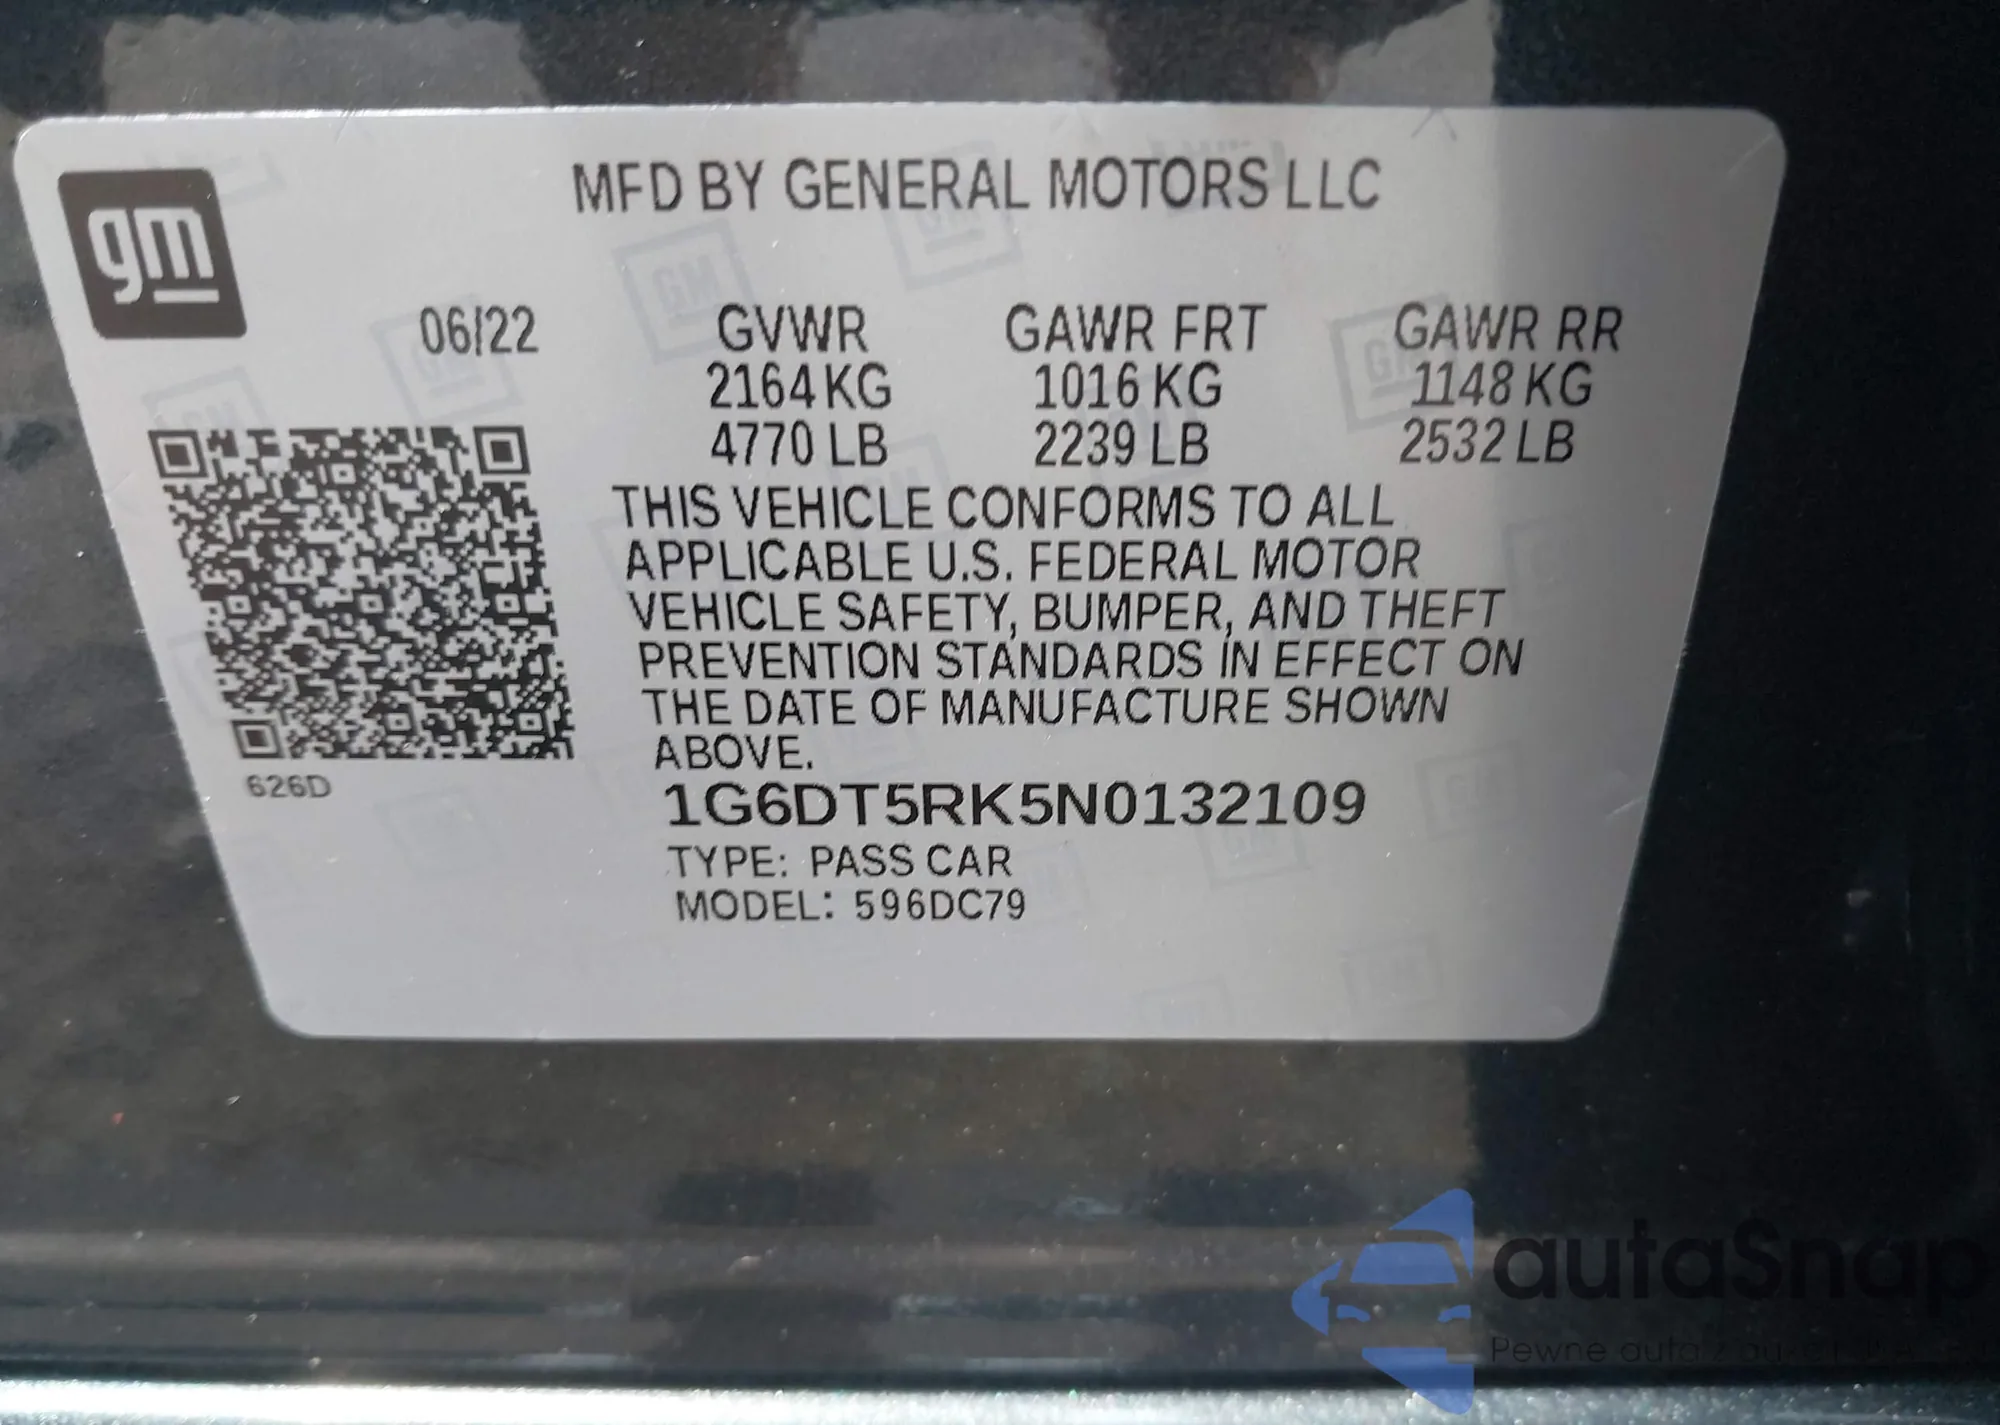 gm
MFD BY GENERAL MOTORS LLC
06/22 GVWR GAWR FRT GAWR RR
2164 KG 1016 KG 1148 KG
4770 LB 2239 LB 2532 LB
THIS VEHICLE CONFORMS TO ALL
APPLICABLE U.S. FEDERAL MOTOR
VEHICLE SAFETY, BUMPER, AND THEFT
PREVENTION STANDARDS IN EFFECT ON
THE DATE OF MANUFACTURE SHOWN
ABOVE.
626D
1G6DT5RK5N0132109
TYPE: PASS CAR
MODEL: 596DC79
autaSnap
Pewne auta z